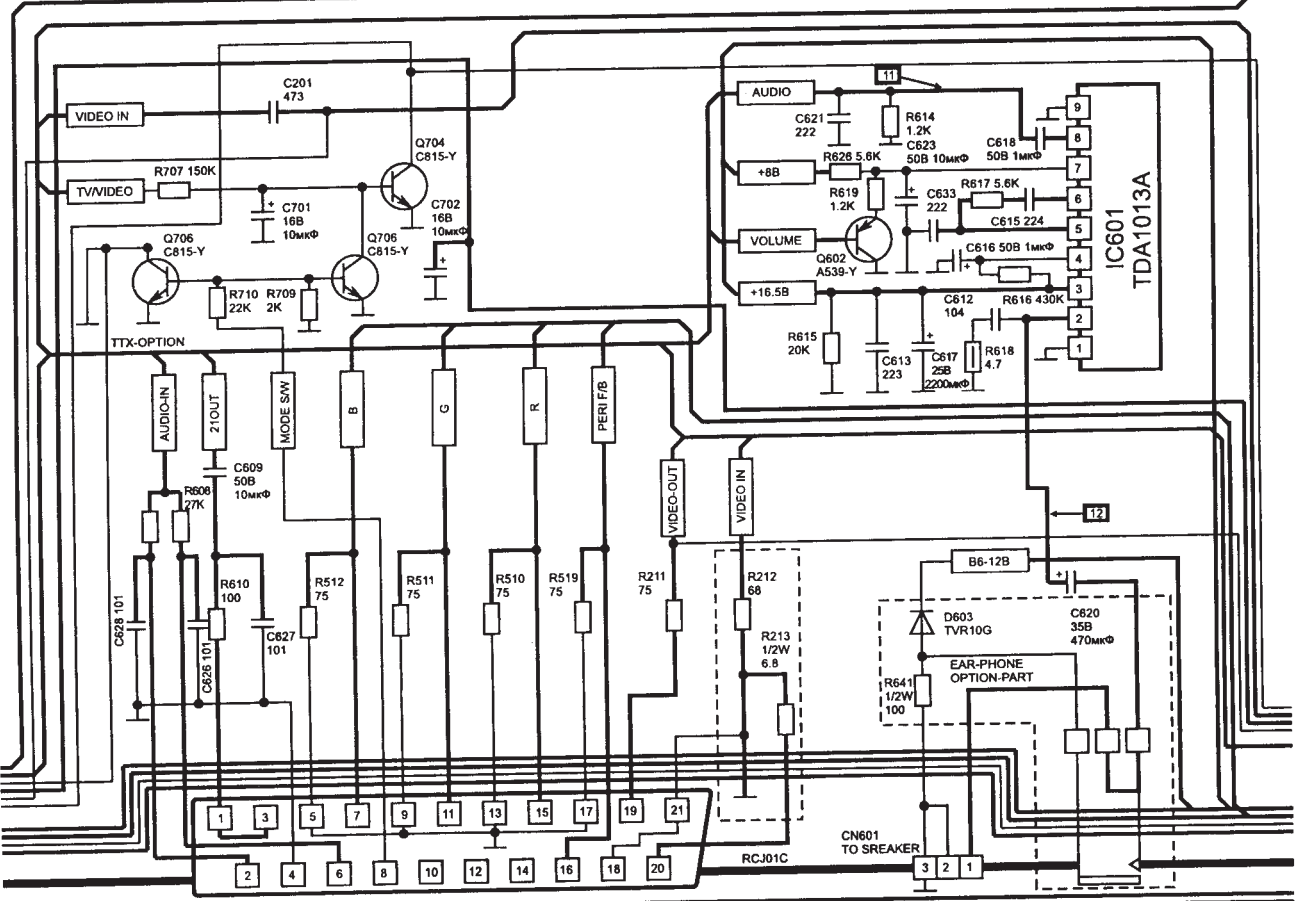 C201
473
VIDEO IN
Q704
C815-Y
R707 150K
TV/VIDEO
C701
16B
10мкФ
C702
16B
10мкФ
Q706
C815-Y
Q706
C815-Y
R710
22K
R709
2K
TTX-OPTION
AUDIO
11
C621
222
R614
1.2K
C623
50B 10мкФ
C618
50B 1мкФ
+8B
R626 5.6K
R619
1.2K
C633
222
R617 5.6K
C615 224
VOLUME
Q602
A539-Y
C616 50B 1мкФ
+16.5B
C612
104
R616 430K
R615
20K
C613
223
C617
25B
2200мкФ
R618
4.7
9
8
7
6
5
4
3
2
1
IC601
TDA1013A
AUDIO-IN
21OUT
MODE S/W
B
G
R
PERI F/B
VIDEO-OUT
VIDEO IN
R608
27K
C609
50B
10мкФ
C628 101
C626 101
R610
100
C627
101
R512
75
R511
75
R510
75
R519
75
R211
75
R212
68
R213
1/2W
6.8
12
B6-12B
D603
TVR10G
C620
35B
470мкФ
EAR-PHONE
OPTION-PART
R641
1/2W
100
1
3
5
7
9
11
13
15
17
19
21
2
4
6
8
10
12
14
16
18
20
RCJ01C
CN601
TO SREAKER
3
2
1